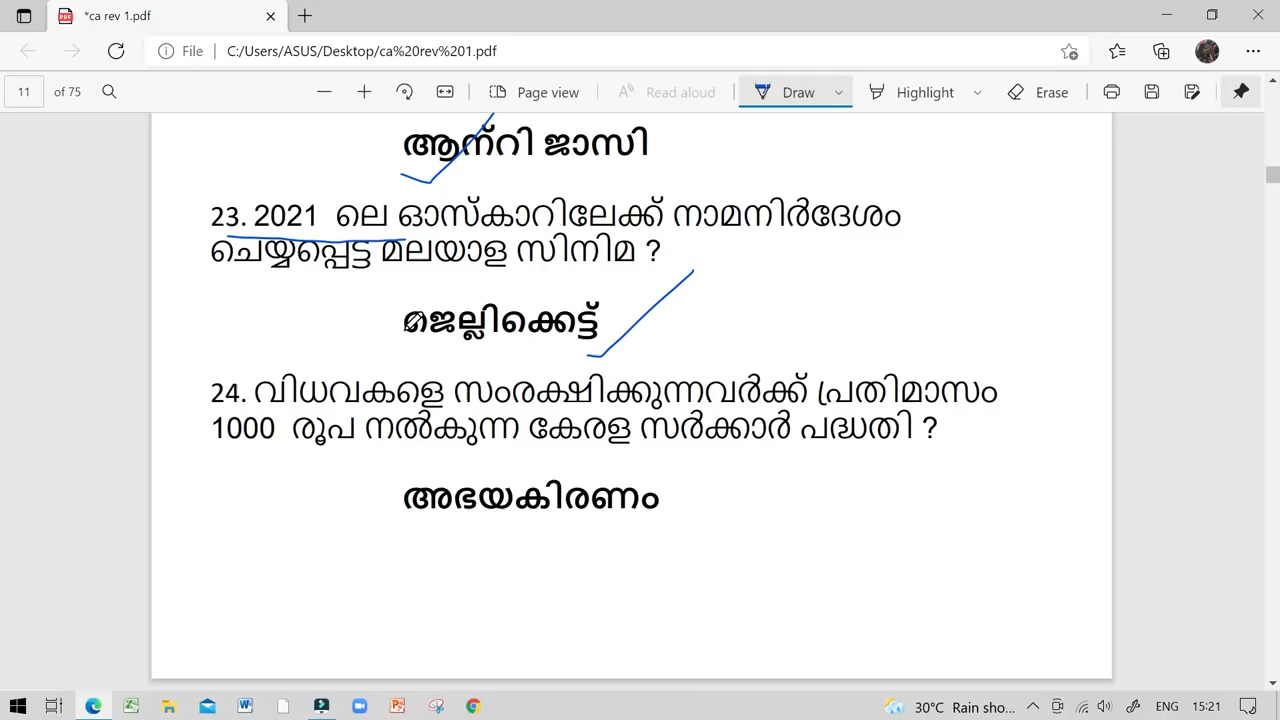 *ca rev 1.pdf
File C:/Users/ASUS/Desktop/ca%20rev%201.pdf
11 of 75 Page view Read aloud Draw Highlight Erase
ആന്റി ജാസി
23. 2021 ലെ ഓസ്കാറിലേക്ക് നാമനിർദേശം
ചെയ്യപ്പെട്ട മലയാള സിനിമ ?
ജെല്ലിക്കെട്ട്
24. വിധവകളെ സംരക്ഷിക്കുന്നവർക്ക് പ്രതിമാസം
1000 രൂപ നൽകുന്ന കേരള സർക്കാർ പദ്ധതി ?
അഭയകിരണം
30°C Rain sho... ENG 15:21